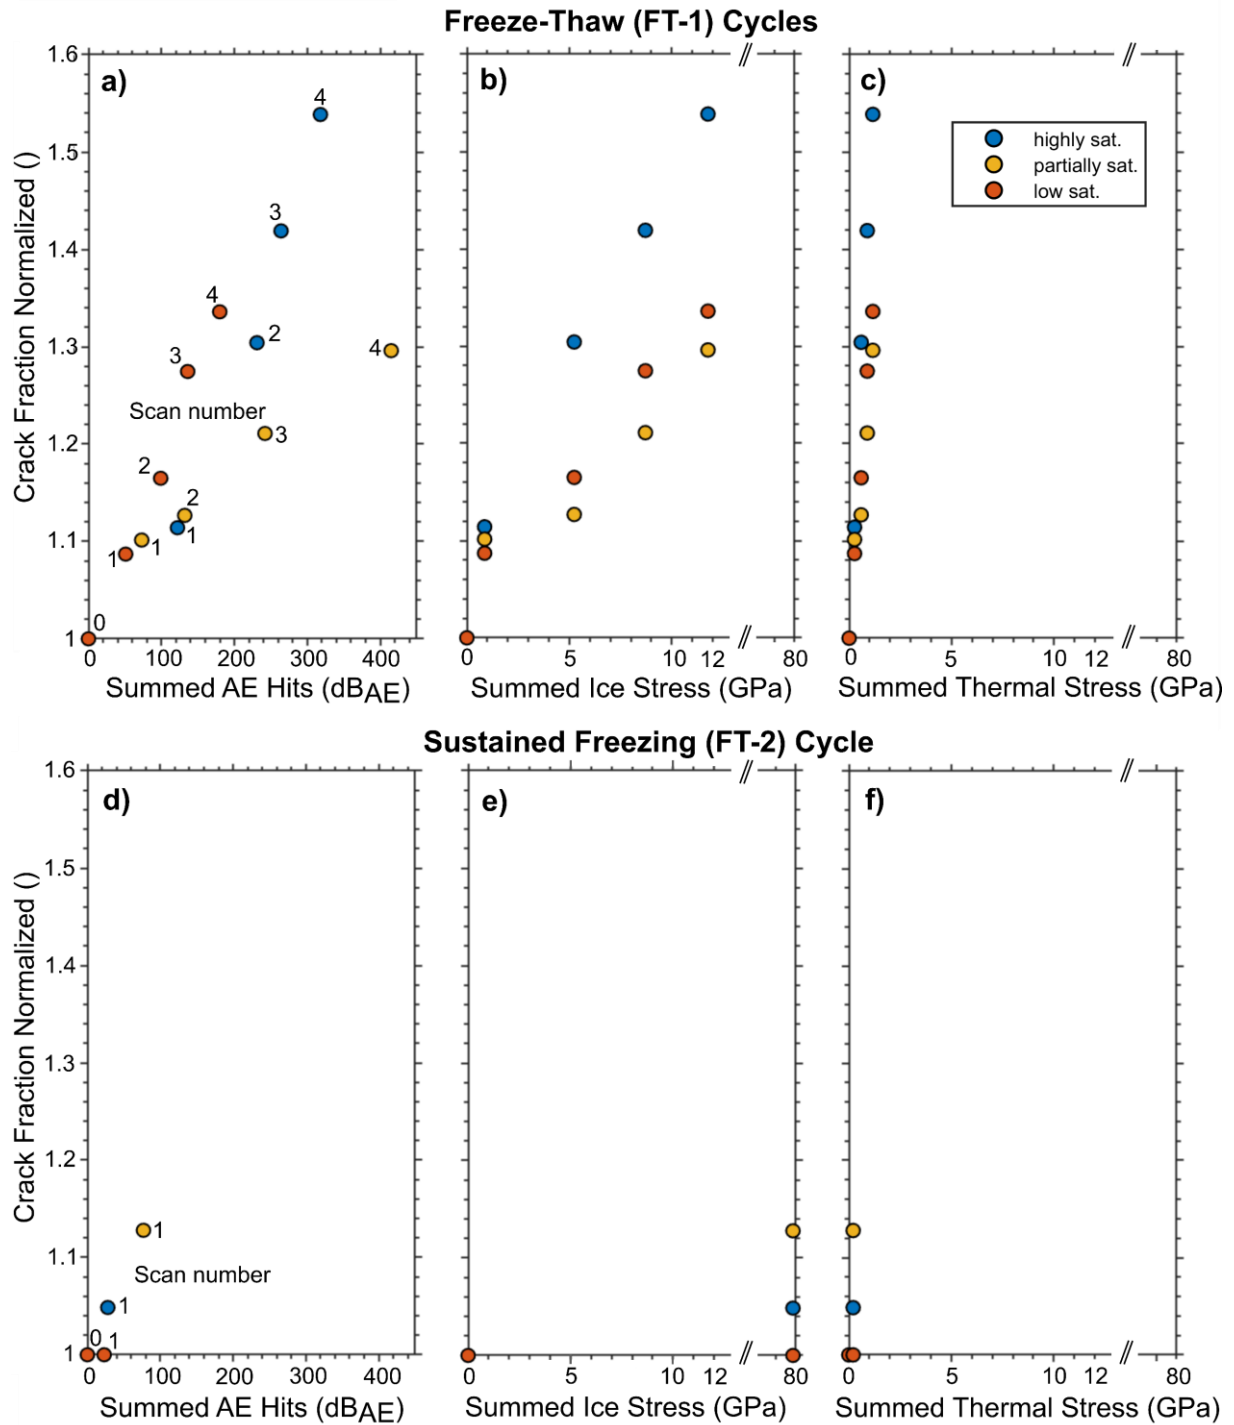 Freeze-Thaw (FT-1) Cycles
a)
b)
c)
1.6
1.5
1.4
1.3
1.2
1.1
1
Crack Fraction Normalized ()
4
3
4
2
4
3
Scan number
3
2
2
1
1
1
0
highly sat.
partially sat.
low sat.
0 100 200 300 400
0 5 10 12 80
0 5 10 12 80
Summed AE Hits (dBAE)
Summed Ice Stress (GPa)
Summed Thermal Stress (GPa)
Sustained Freezing (FT-2) Cycle
d)
e)
f)
1.6
1.5
1.4
1.3
1.2
1.1
1
Crack Fraction Normalized ()
1
Scan number
1
0 1
0 100 200 300 400
0 5 10 12 80
0 5 10 12 80
Summed AE Hits (dBAE)
Summed Ice Stress (GPa)
Summed Thermal Stress (GPa)